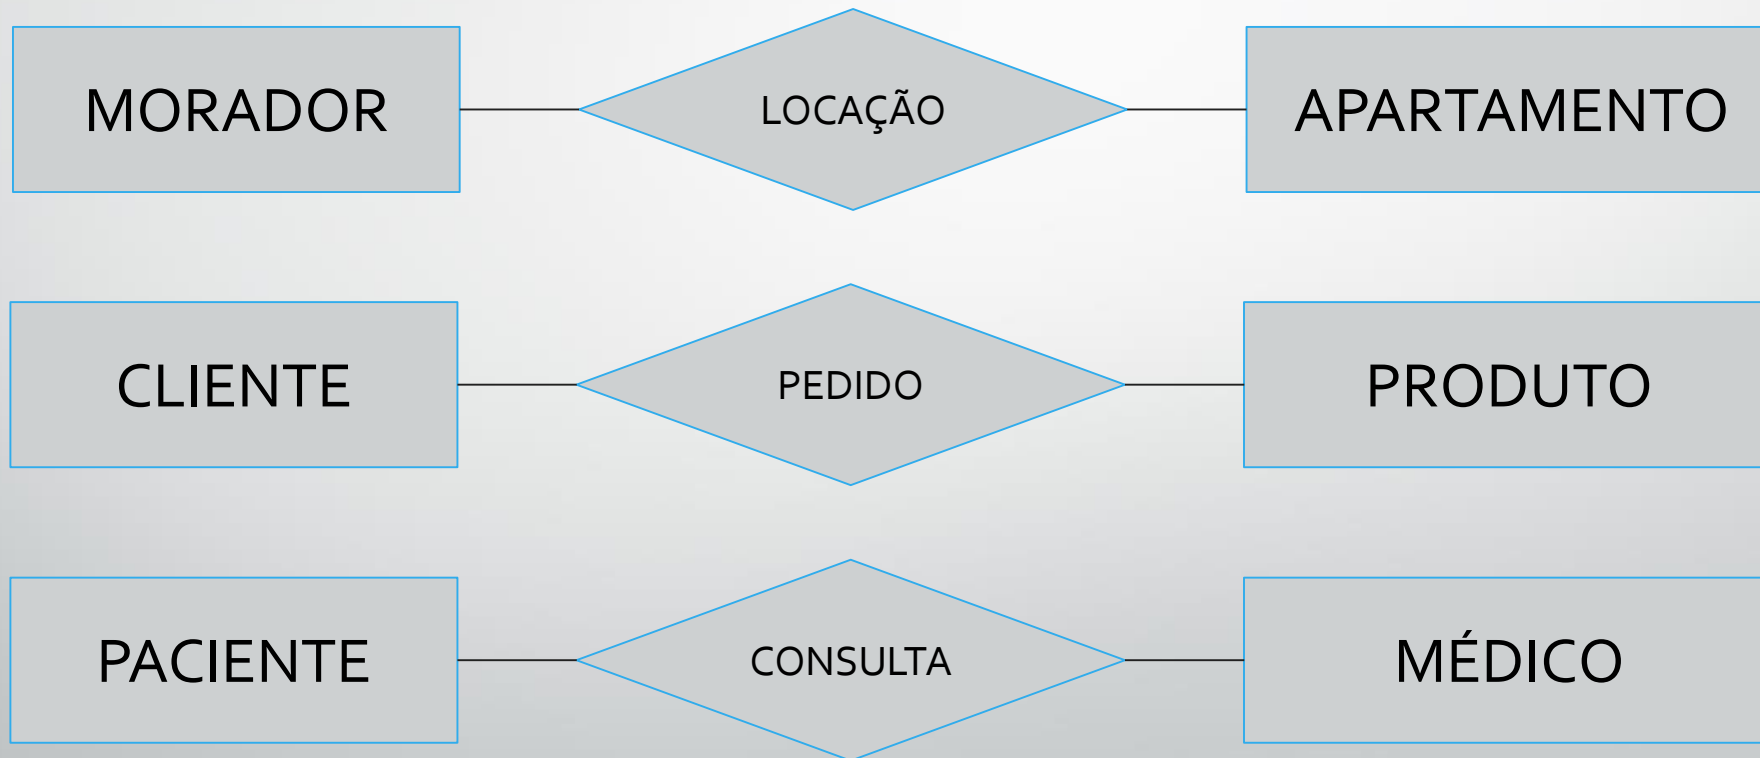 MORADOR
LOCAÇÃO
APARTAMENTO
CLIENTE
PEDIDO
PRODUTO
PACIENTE
CONSULTA
MÉDICO